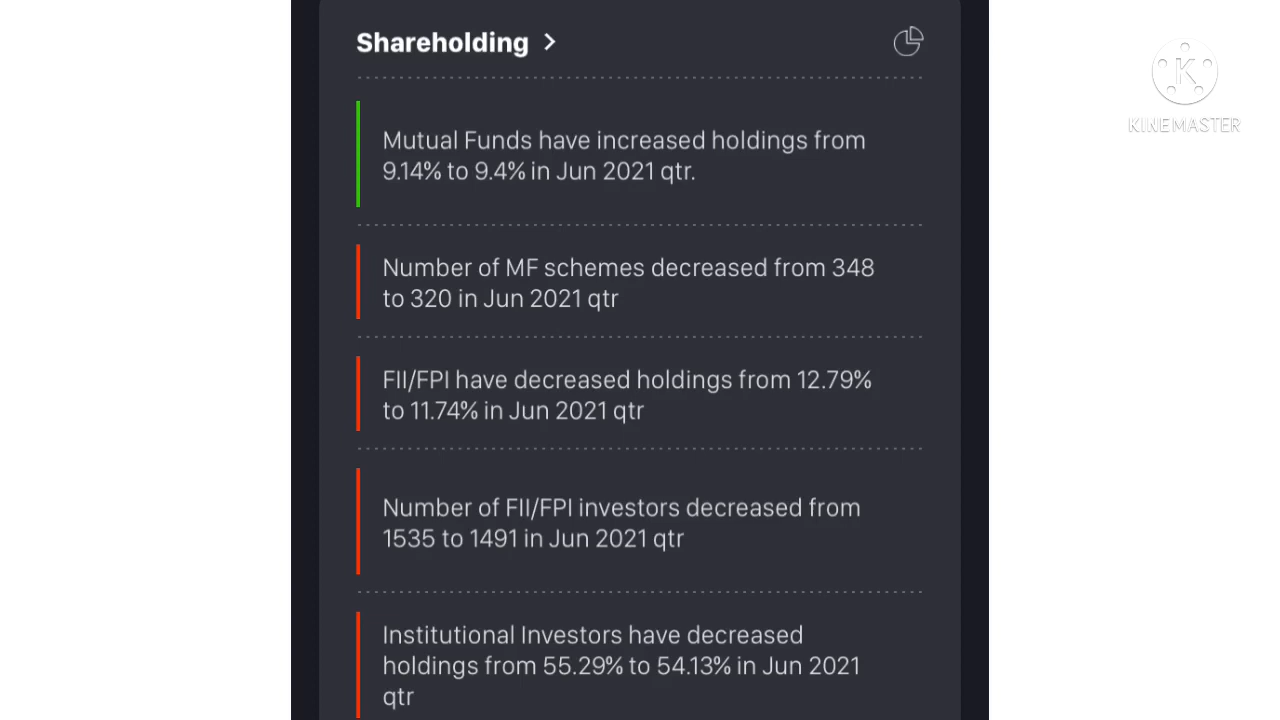 Shareholding
KINEMASTER
Mutual Funds have increased holdings from
9.14% to 9.4% in Jun 2021 qtr.
Number of MF schemes decreased from 348
to 320 in Jun 2021 qtr
FII/FPI have decreased holdings from 12.79%
to 11.74% in Jun 2021 qtr
Number of FII/FPI investors decreased from
1535 to 1491 in Jun 2021 qtr
Institutional Investors have decreased
holdings from 55.29% to 54.13% in Jun 2021
qtr